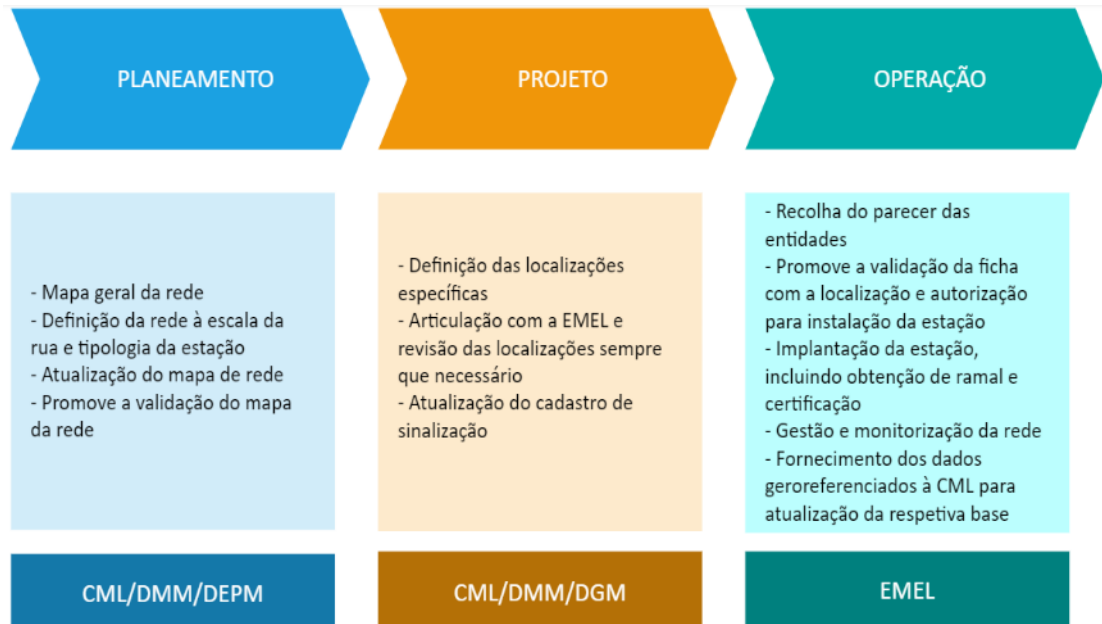 PLANEAMENTO
PROJETO
OPERAÇÃO
- Mapa geral da rede
- Definição da rede à escala da
rua e tipologia da estação
- Atualização do mapa de rede
- Promove a validação do mapa
da rede
- Definição das localizações
específicas
- Articulação com a EMEL e
revisão das localizações sempre
que necessário
- Atualização do cadastro de
sinalização
- Recolha do parecer das
entidades
- Promove a validação da ficha
com a localização e autorização
para instalação da estação
- Implantação da estação,
incluindo obtenção de ramal e
certificação
- Gestão e monitorização da rede
- Fornecimento dos dados
georeferenciados à CML para
atualização da respetiva base
CML/DMM/DEPM
CML/DMM/DGM
EMEL